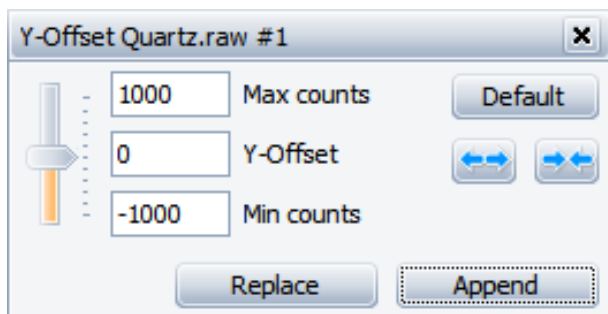 Y-Offset Quartz.raw #1
1000 Max counts Default
0 Y-Offset
-1000 Min counts
Replace Append